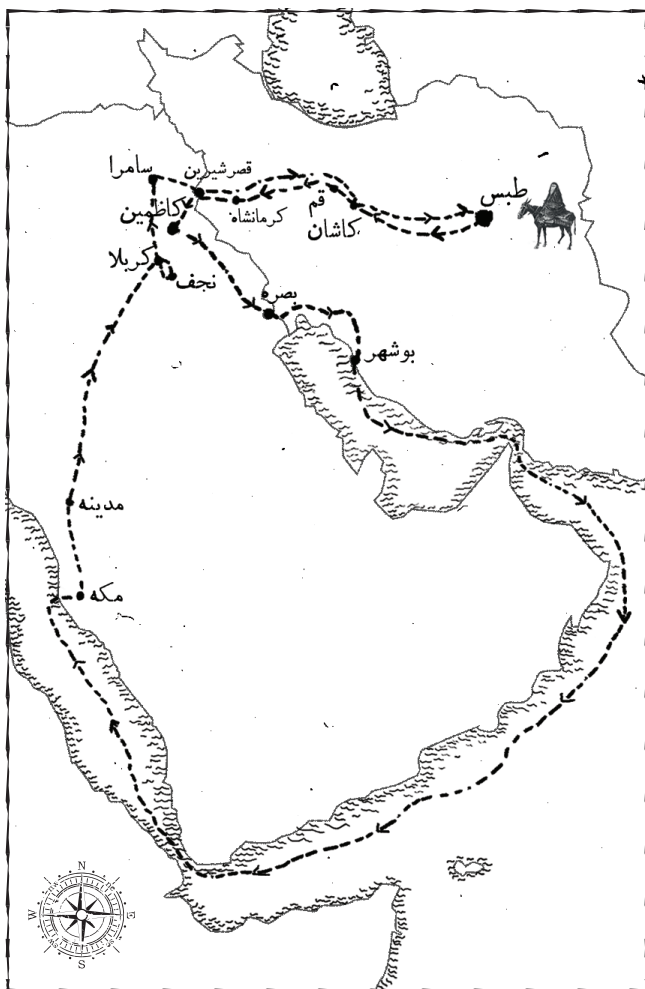 سامرا
قصرشیرین
طبس
کاظمین
کرمانشاه
قم
کاشان
کربلا
نجف
بصره
بوشهر
مدینه
مکه
N
W
E
S